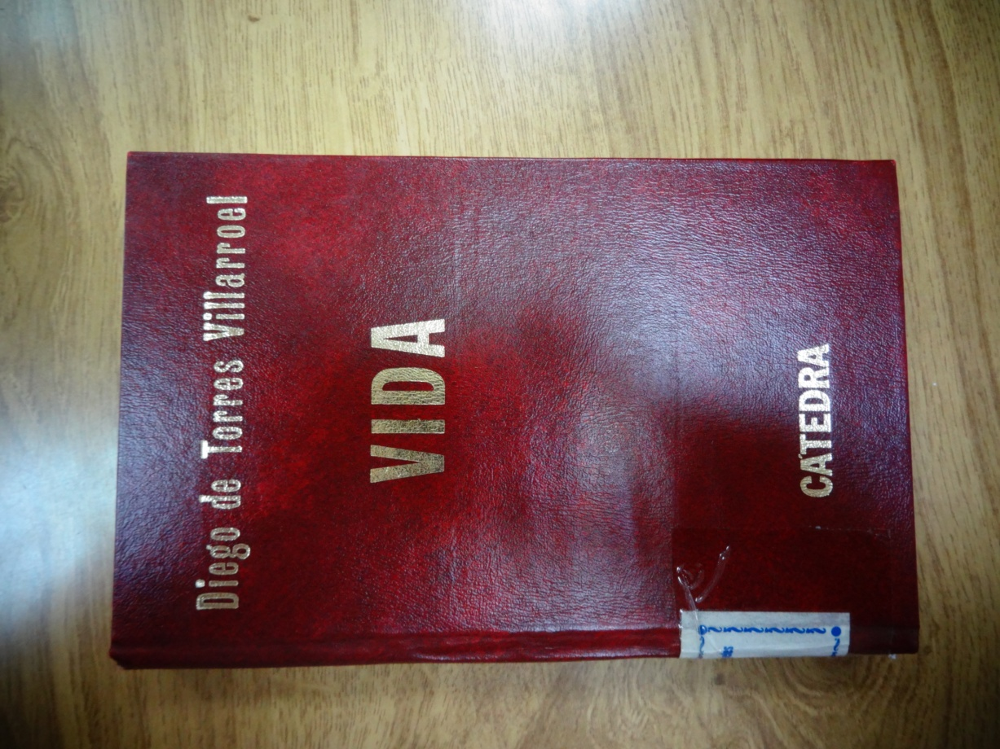 Diego de Torres Villarroel
VIDA
CATEDRA